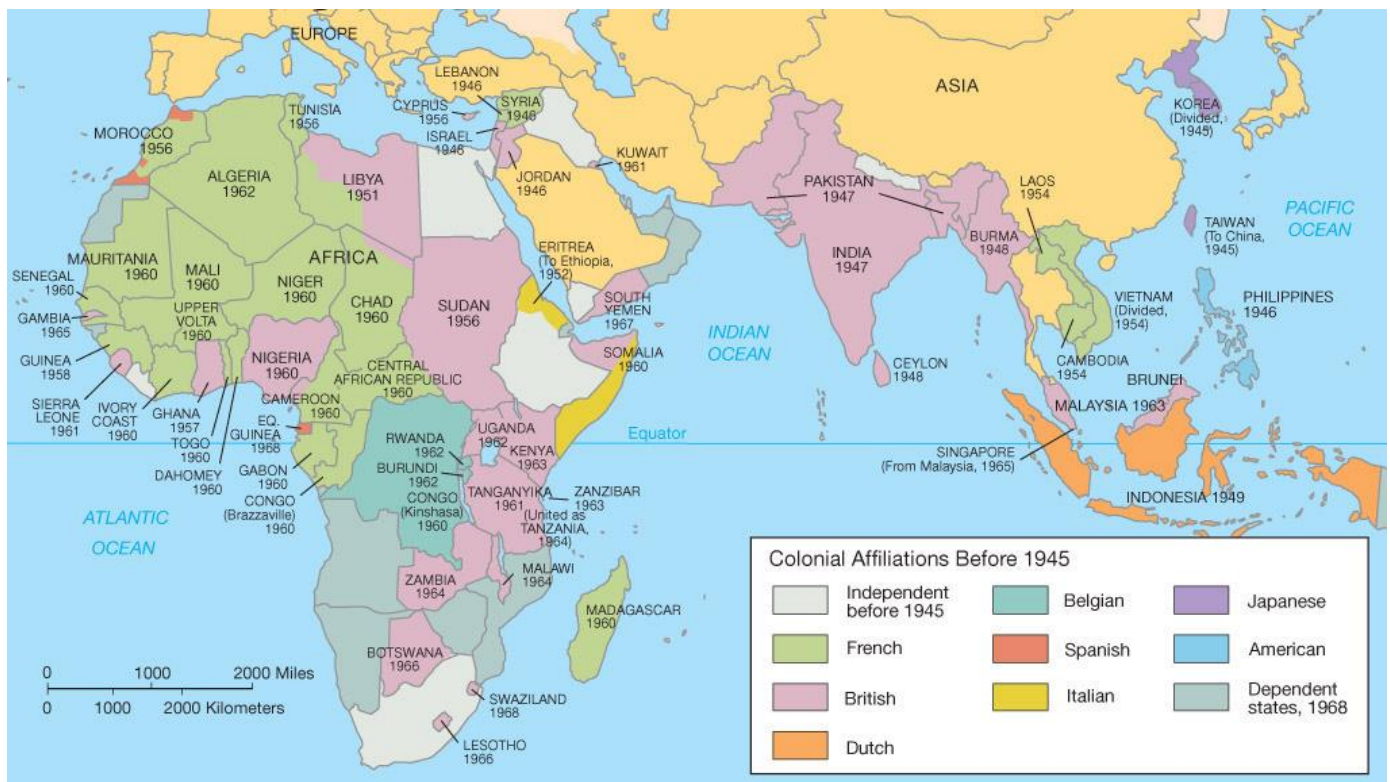 EUROPE
ASIA
LEBANON
1946
SYRIA
1946
CYPRUS
1956
ISRAEL
1948
TUNISIA
1956
MOROCCO
1956
ALGERIA
1962
LIBYA
1951
JORDAN
1946
KUWAIT
1961
KOREA
(Divided,
1945)
PAKISTAN
1947
LAOS
1954
INDIA
1947
BURMA
1948
TAIWAN
(To China,
1945)
PACIFIC
OCEAN
MAURITANIA
1960
MALI
1960
NIGER
1960
AFRICA
CHAD
1960
SUDAN
1956
ERITREA
(To Ethiopia,
1952)
SENEGAL
1960
GAMBIA
1965
UPPER
VOLTA
1960
GUINEA
1958
NIGERIA
1960
SOUTH
YEMEN
1967
INDIAN
OCEAN
VIETNAM
(Divided,
1954)
PHILIPPINES
1946
CEYLON
1948
CAMBODIA
1954
SOMALIA
1960
CENTRAL
AFRICAN REPUBLIC
1960
CAMEROON
1960
SIERRA
LEONE
1961
IVORY
COAST
1960
GHANA
1957
TOGO
1960
DAHOMEY
1960
EQ.
GUINEA
1968
GABON
1960
CONGO
(Brazzaville)
1960
RWANDA
1962
BURUNDI
1962
CONGO
(Kinshasa)
1960
UGANDA
1962
KENYA
1963
Equator
BRUNEI
MALAYSIA 1963
SINGAPORE
(From Malaysia, 1965)
INDONESIA 1949
TANGANYIKA
1961
(United as
TANZANIA,
1964)
ZANZIBAR
1963
ATLANTIC
OCEAN
ZAMBIA
1964
MALAWI
1964
MADAGASCAR
1960
BOTSWANA
1966
SWAZILAND
1968
LESOTHO
1966
0 1000 2000 Miles
0 1000 2000 Kilometers
Colonial Affiliations Before 1945
Independent
before 1945
French
British
Dutch
Belgian
Spanish
Italian
Japanese
American
Dependent
states, 1968